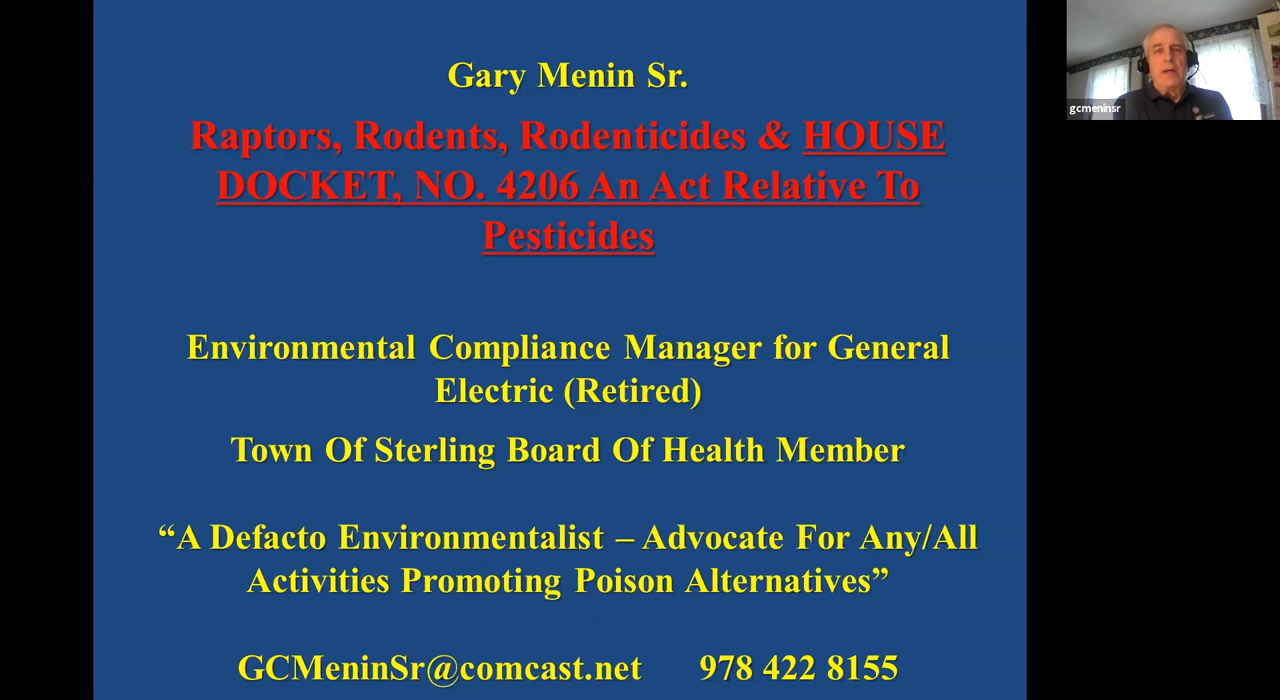 Gary Menin Sr.
Raptors, Rodents, Rodenticides & HOUSE
DOCKET, NO. 4206 An Act Relative To
Pesticides
Environmental Compliance Manager for General
Electric (Retired)
Town Of Sterling Board Of Health Member
“A Defacto Environmentalist – Advocate For Any/All
Activities Promoting Poison Alternatives”
GCMeninSr@comcast.net 978 422 8155
gcmeninsr